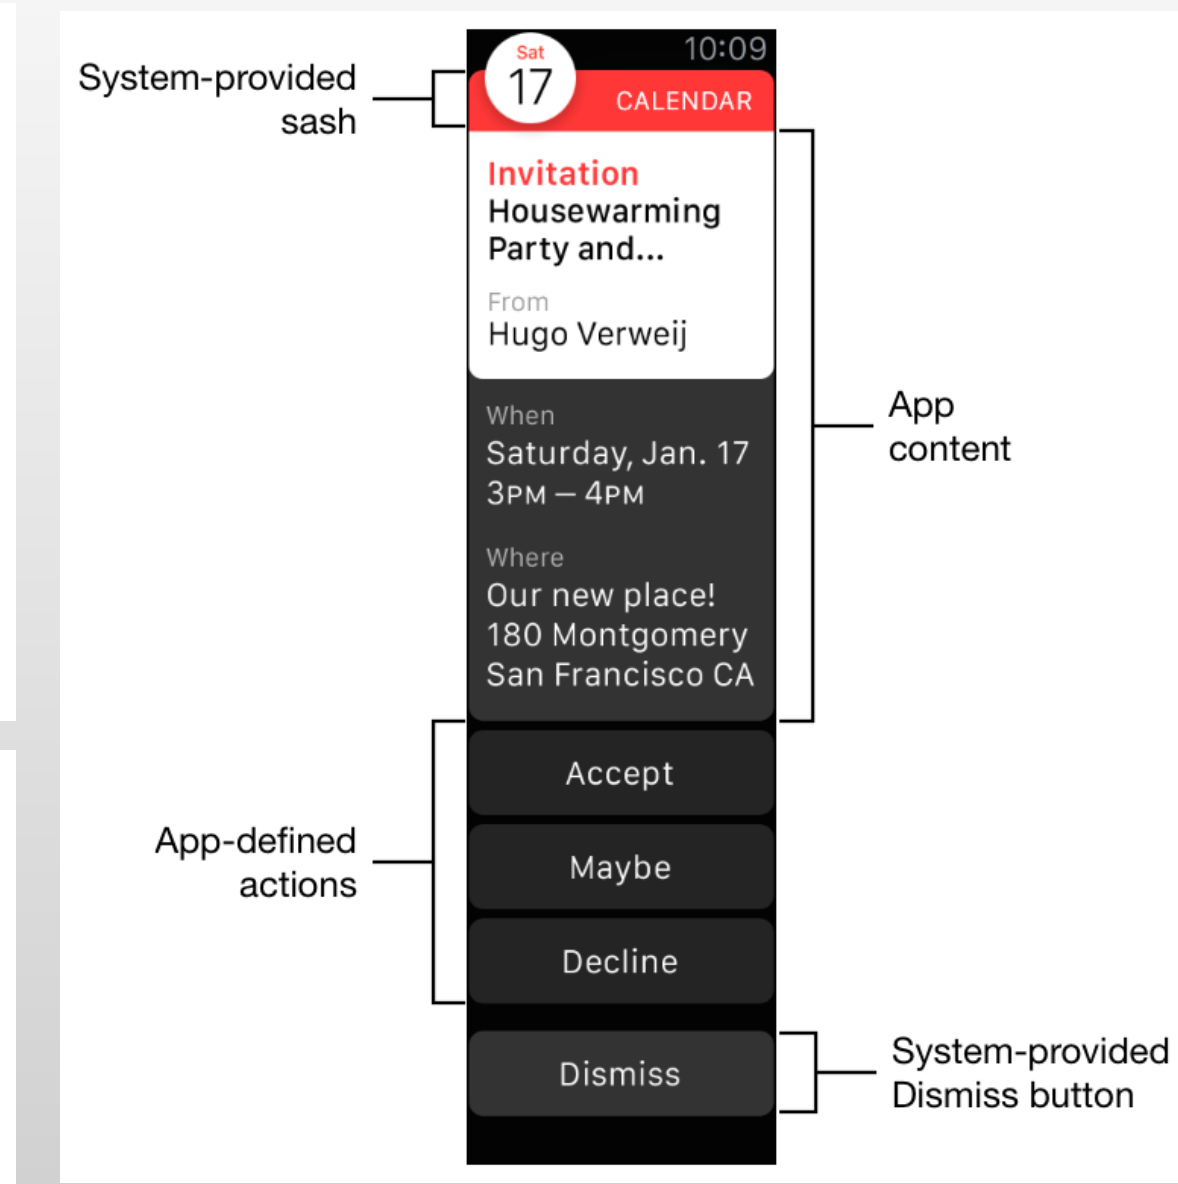 System-provided
sash
Sat
17
10:09
CALENDAR
Invitation
Housewarming
Party and...
From
Hugo Verweij
When
Saturday, Jan. 17
3PM – 4PM
Where
Our new place!
180 Montgomery
San Francisco CA
App
content
App-defined
actions
Accept
Maybe
Decline
Dismiss
System-provided
Dismiss button